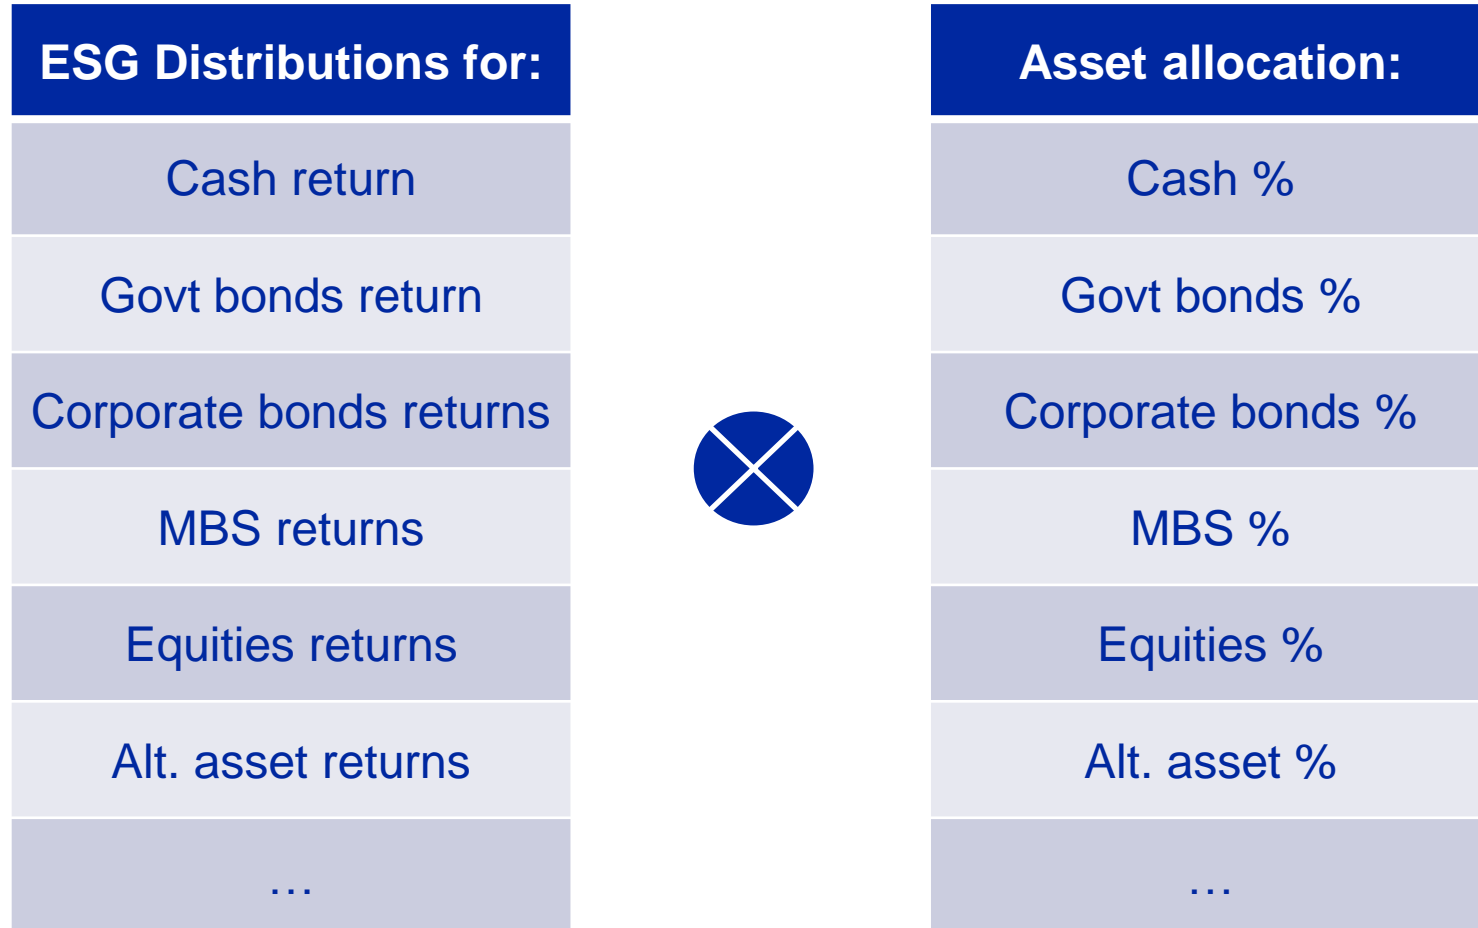 ESG Distributions for:
Cash return
Govt bonds return
Corporate bonds returns
MBS returns
Equities returns
Alt. asset returns
…
Asset allocation:
Cash %
Govt bonds %
Corporate bonds %
MBS %
Equities %
Alt. asset %
…